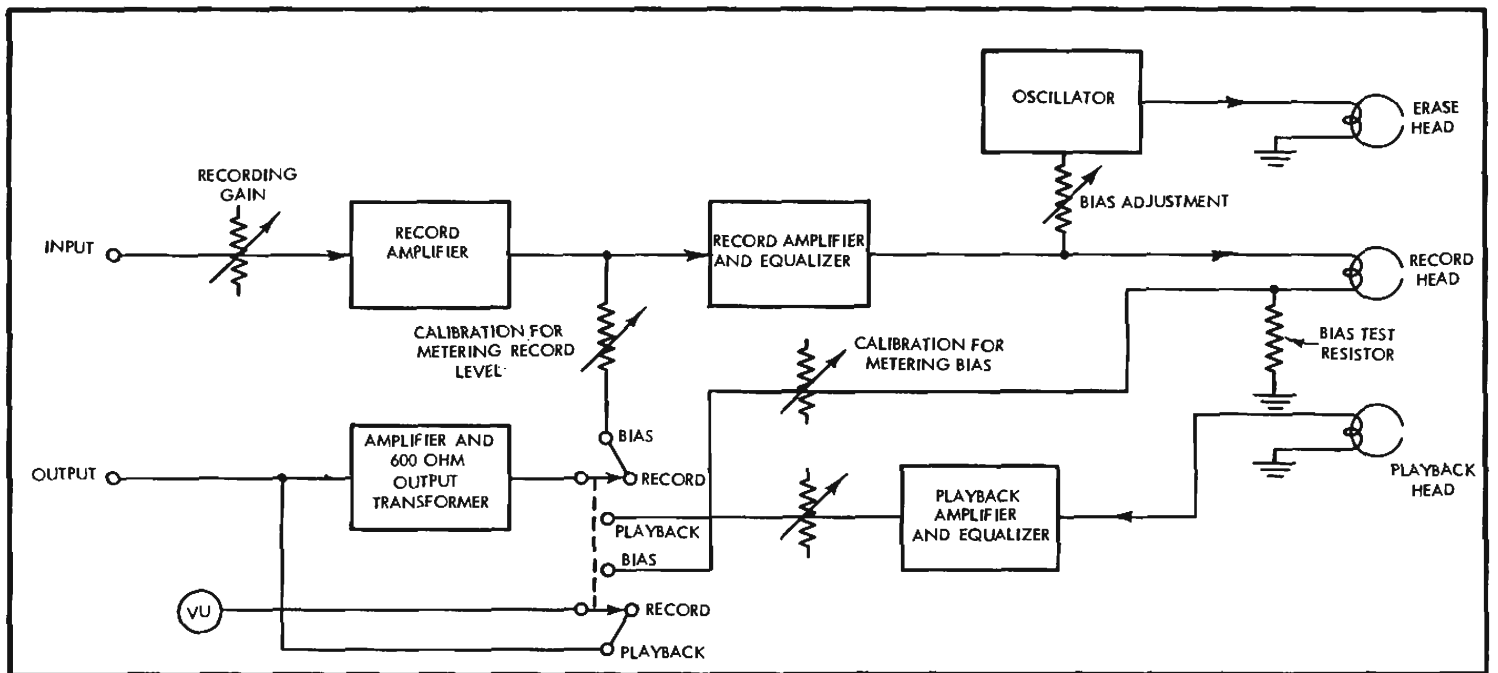 OSCILLATOR
ERASE
HEAD
RECORDING
GAIN
BIAS ADJUSTMENT
INPUT
RECORD
AMPLIFIER
RECORD AMPLIFIER
AND EQUALIZER
RECORD
HEAD
CALIBRATION FOR
METERING RECORD
LEVEL
CALIBRATION FOR
METERING BIAS
BIAS TEST
RESISTOR
BIAS
OUTPUT
AMPLIFIER AND
600 OHM
OUTPUT
TRANSFORMER
RECORD
PLAYBACK
PLAYBACK
AMPLIFIER
AND EQUALIZER
PLAYBACK
HEAD
BIAS
VU
RECORD
PLAYBACK